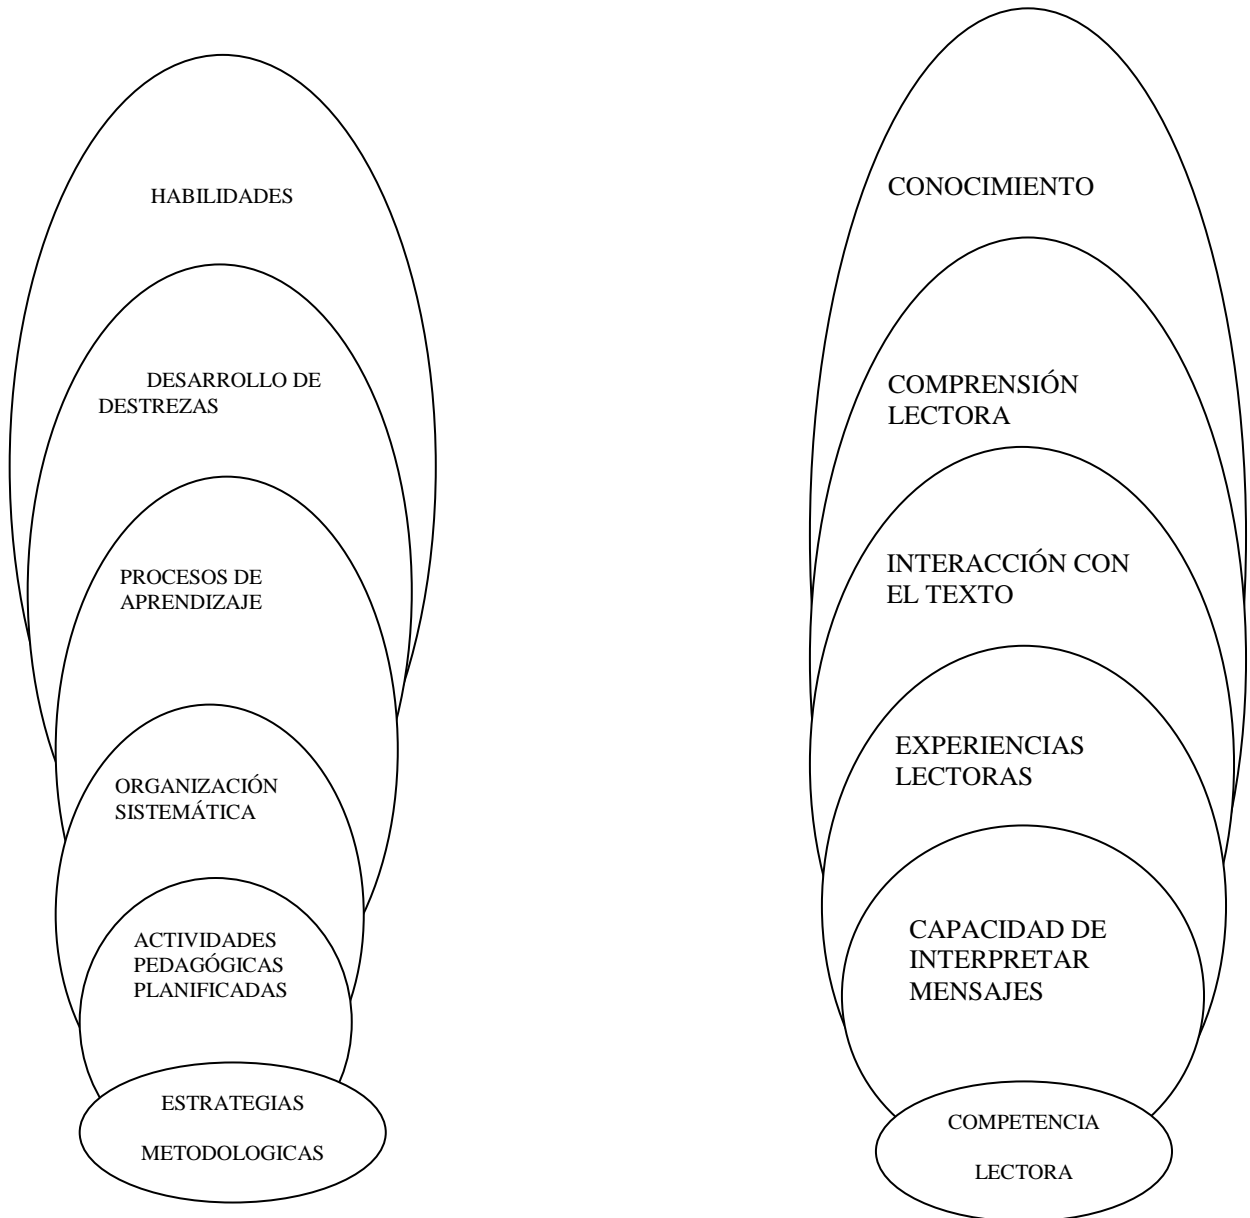 HABILIDADES
DESARROLLO DE
DESTREZAS
PROCESOS DE
APRENDIZAJE
ORGANIZACIÓN
SISTEMÁTICA
ACTIVIDADES
PEDAGÓGICAS
PLANIFICADAS
ESTRATEGIAS
METODOLOGICAS
CONOCIMIENTO
COMPRENSIÓN
LECTORA
INTERACCIÓN CON
EL TEXTO
EXPERIENCIAS
LECTORAS
CAPACIDAD DE
INTERPRETAR
MENSAJES
COMPETENCIA
LECTORA